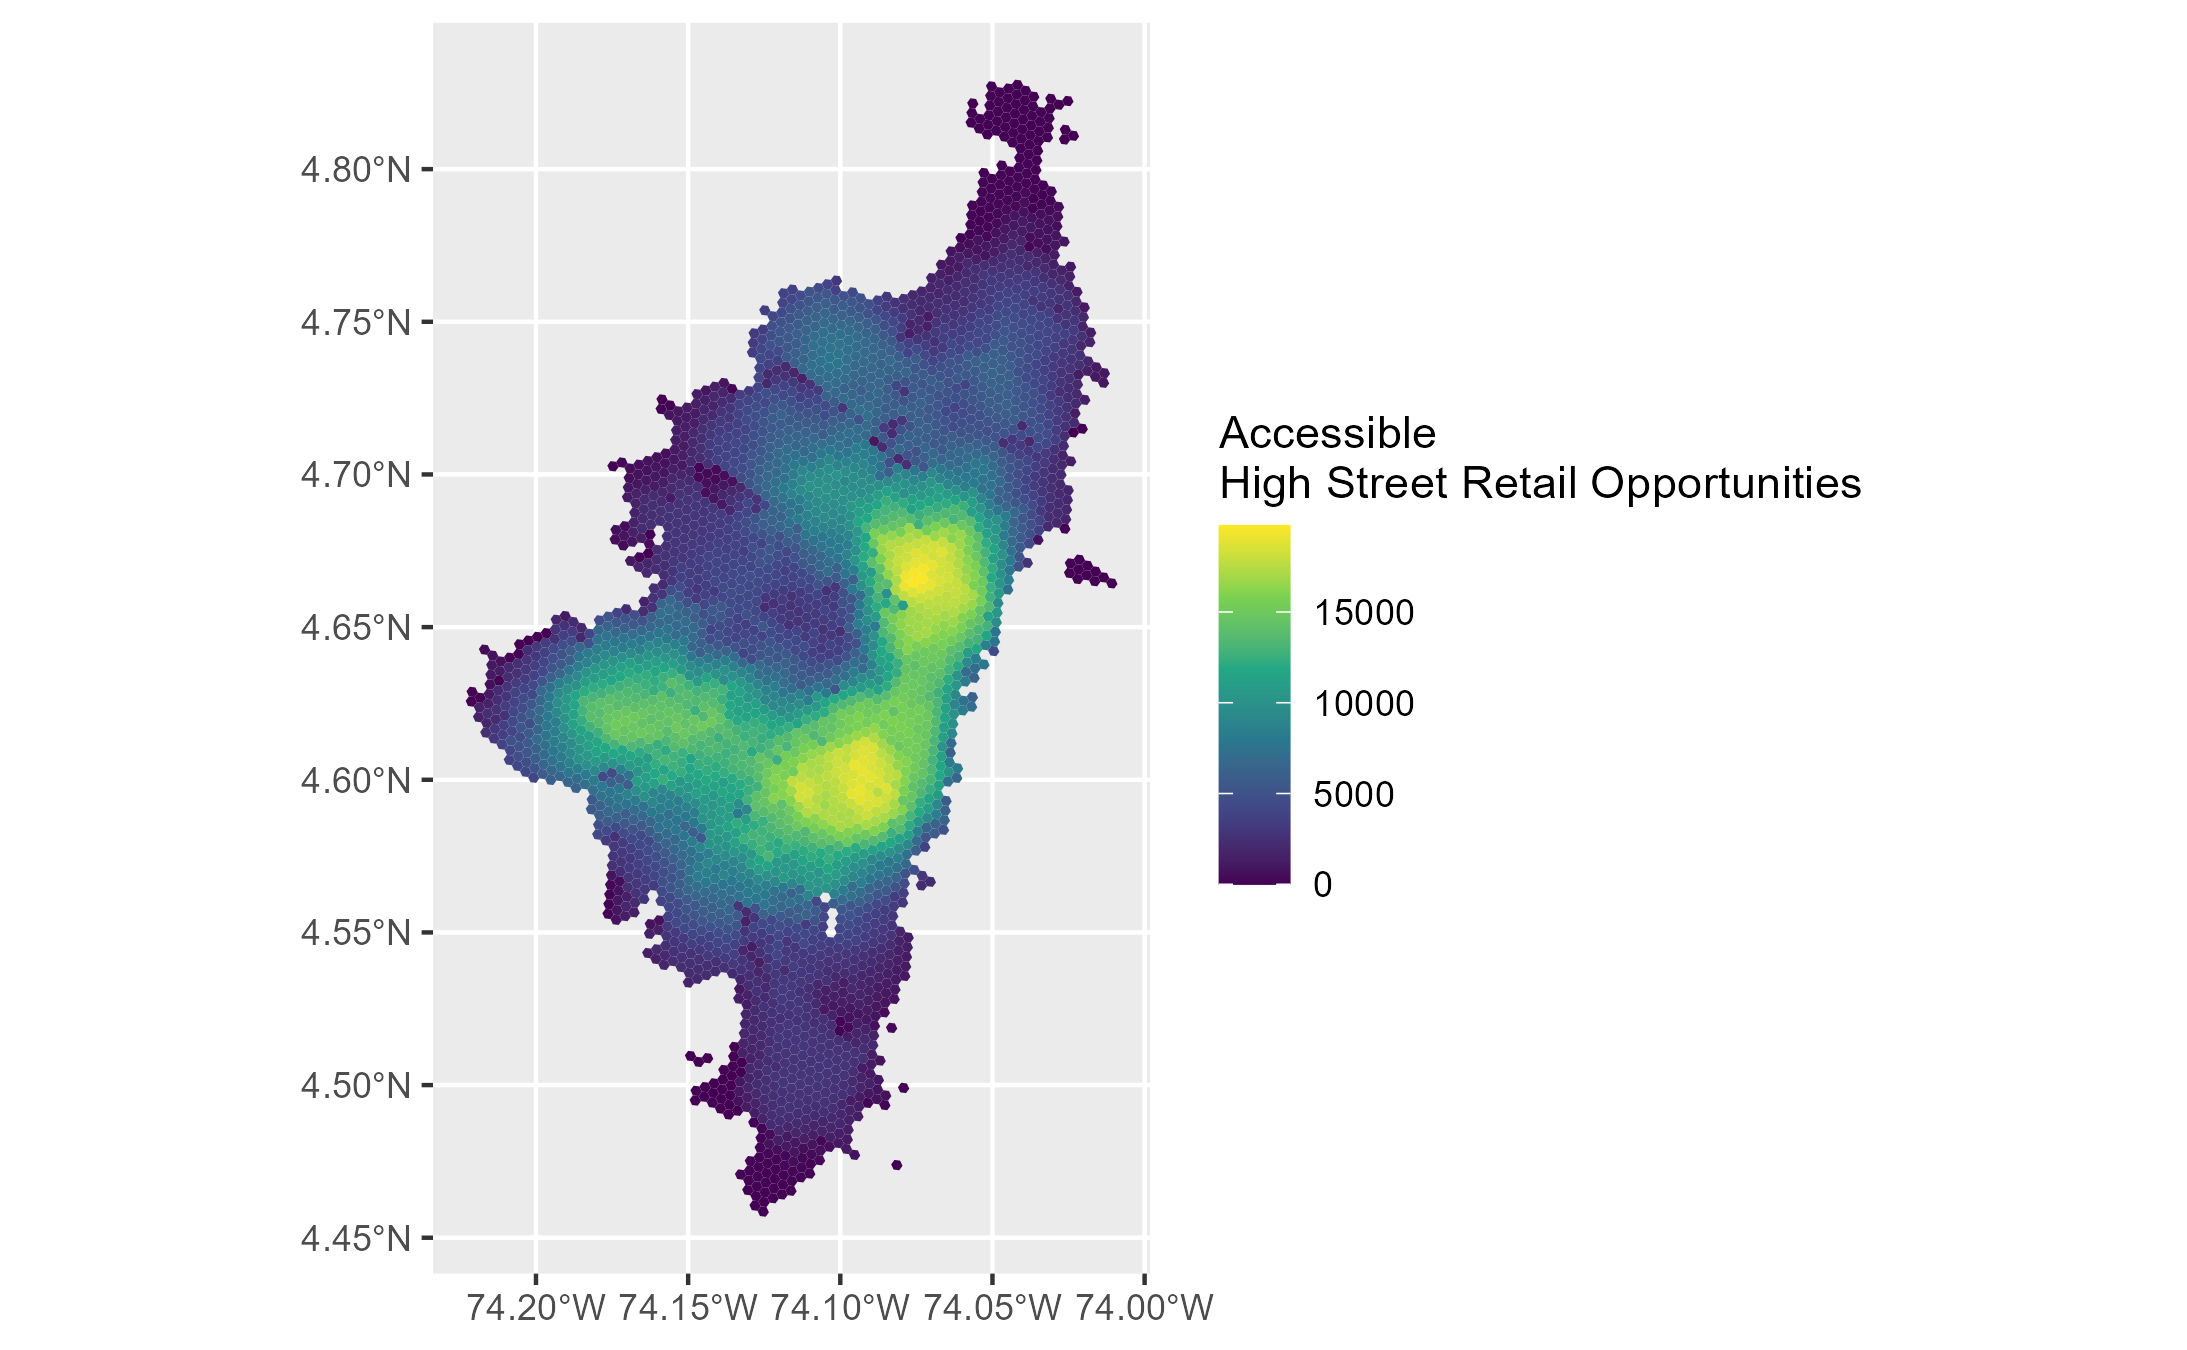 4.80°N
4.75°N
4.70°N
4.65°N
4.60°N
4.55°N
4.50°N
4.45°N
74.20°W 74.15°W 74.10°W 74.05°W 74.00°W
Accessible
High Street Retail Opportunities
15000
10000
5000
0